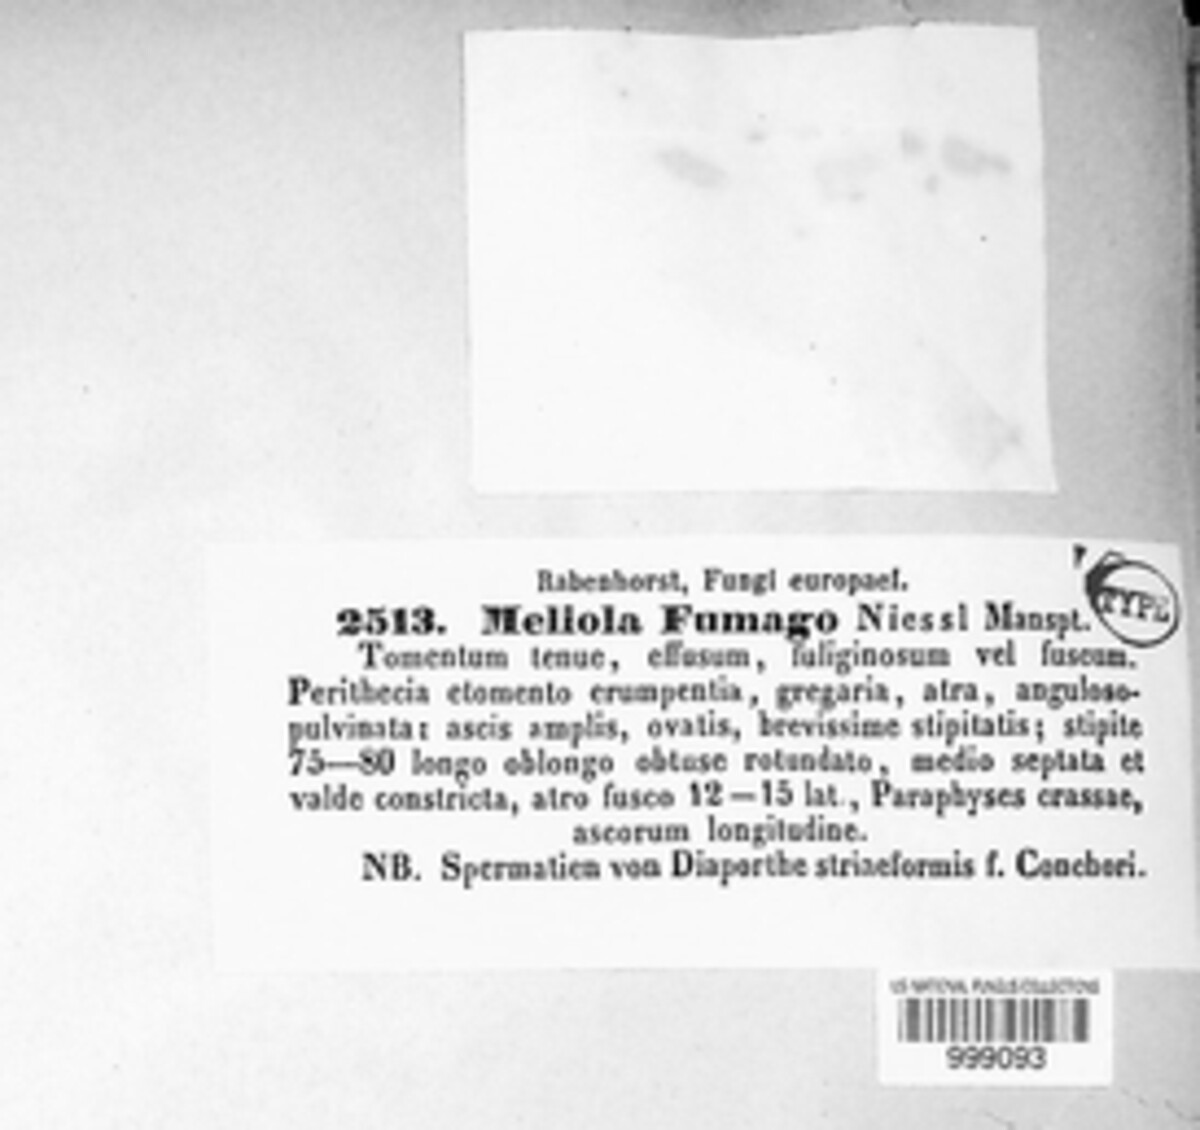 Rabenhorst, Fungi europaei.
TYPE
2513. Meliola Fumago Niessl Manspt.
Tomentum tenue, effusum, fuliginosum vel fuscum.
Perithecia etomento erumpentia, gregaria, atra, anguloso-
pulvinata: ascis amplis, ovatis, brevissime stipitatis; stipite
75—80 longo oblongo obtuse rotundato, medio septata et
valde constricta, atro fusco 12—15 lat., Paraphyses crassae,
ascorum longitudine.
NB. Spermatien von Diaporthe striaeformis f.
US NATIONAL FUNGUS COLLECTIONS
999093